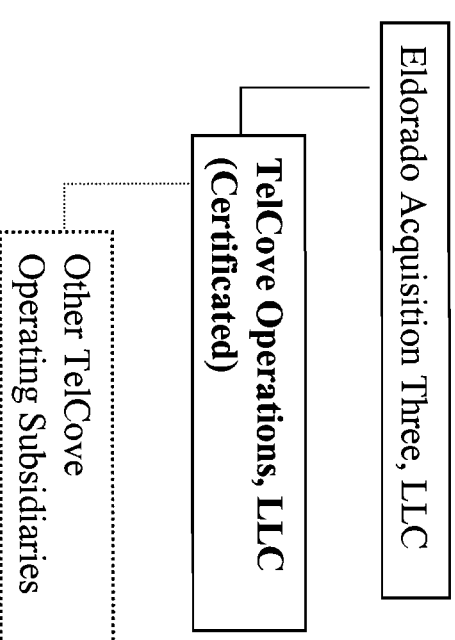 Eldorado Acquisition Three, LLC
TelCove Operations, LLC
(Certificated)
Other TelCove
Operating Subsidiaries